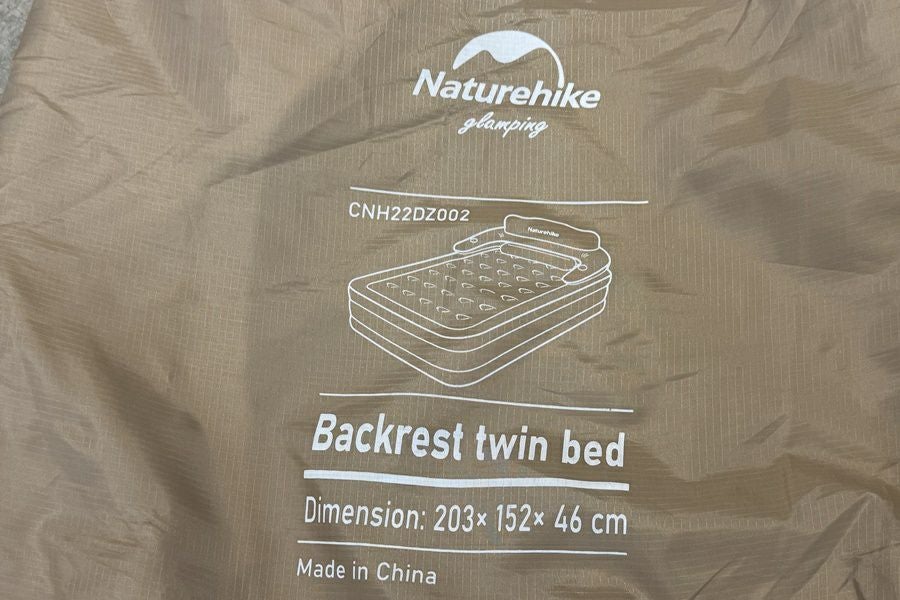 Naturehike
glamping
CNH22DZ002
Naturehike
Backrest twin bed
Dimension: 203× 152× 46 cm
Made in China